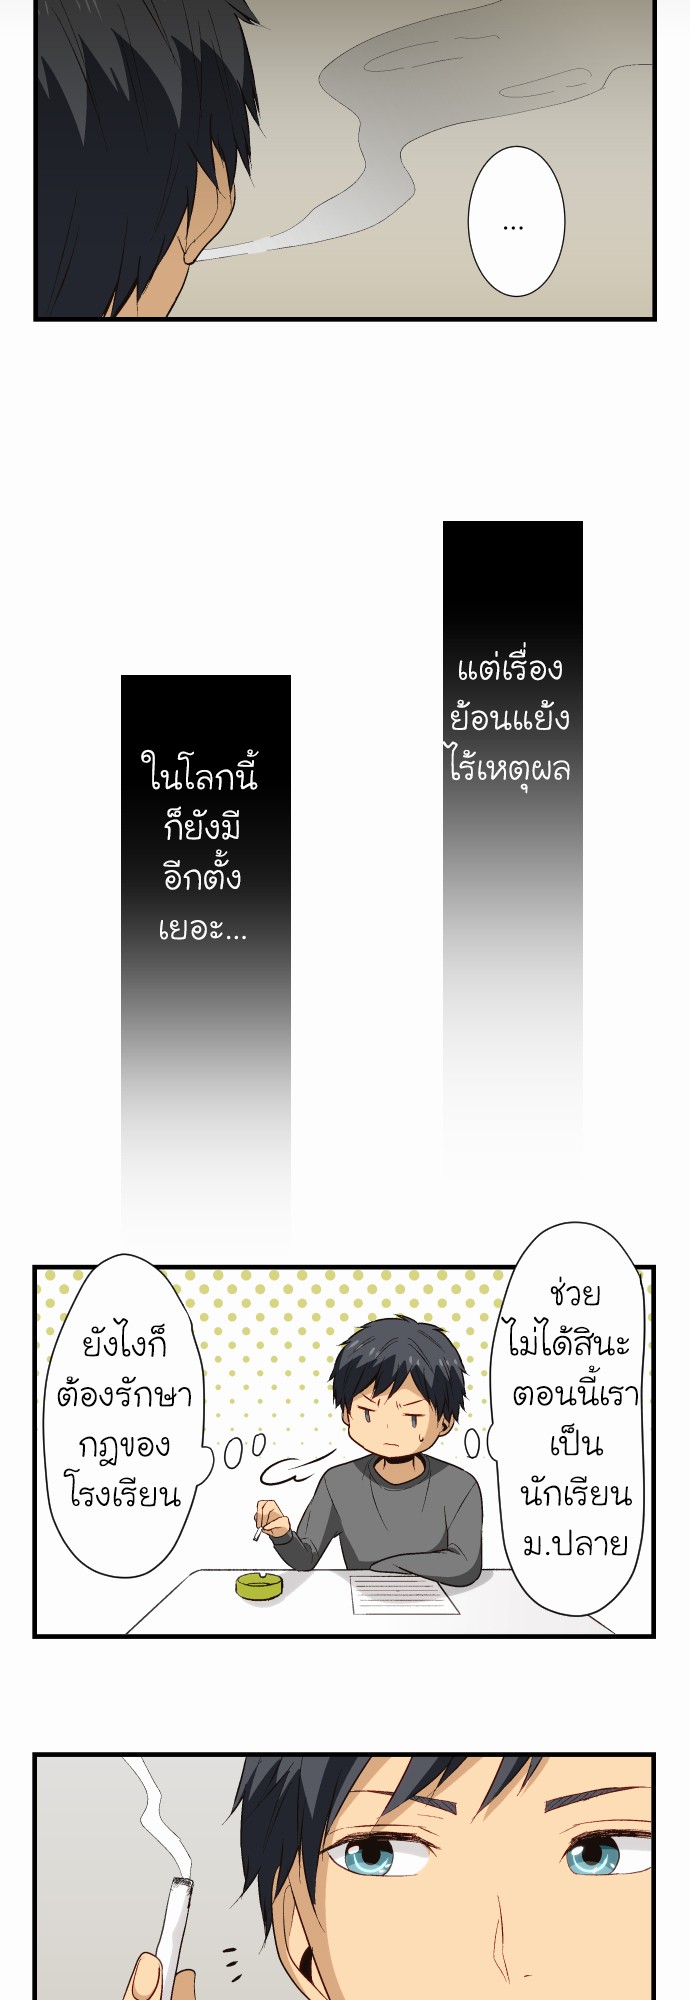 ...
แต่เรื่อง
ย้อนแย้ง
ไร้เหตุผล
ในโลกนี้
ก็ยังมี
อีกตั้ง
เยอะ...
ช่วย
ไม่ได้สินะ
ตอนนี้เรา
เป็น
นักเรียน
ม.ปลาย
ยังไงก็
ต้องรักษา
กฎของ
โรงเรียน